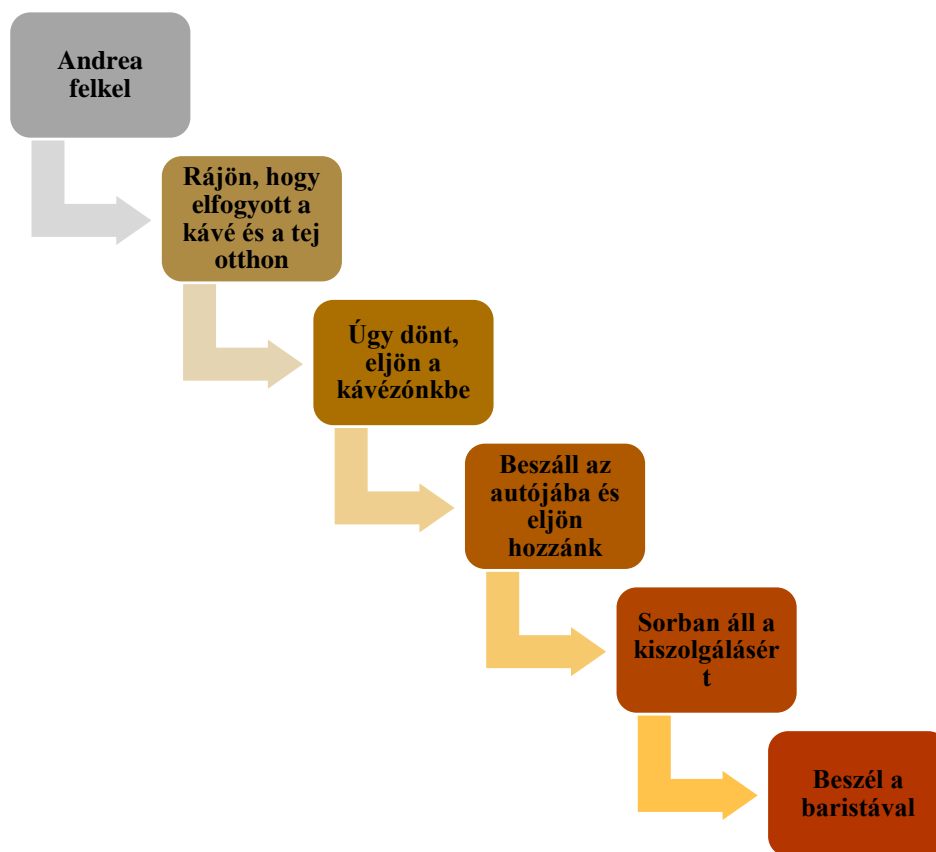 Andrea
felkel
Rájön, hogy
elfogyott a
kávé és a tej
otthon
Úgy dönt,
eljön a
kávézónkbe
Beszáll az
autójába és
eljön
hozzánk
Sorban áll a
kiszolgálásér
t
Beszél a
baristával